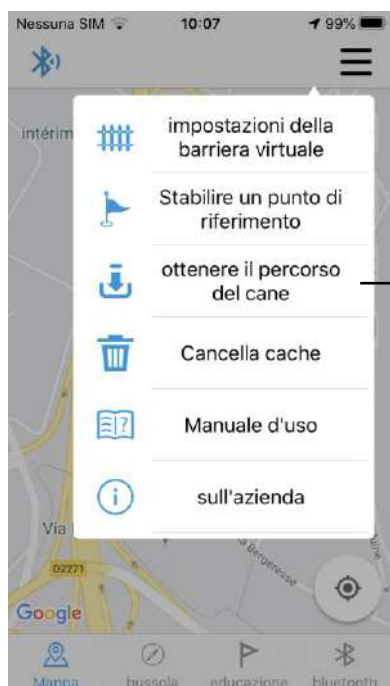 Nessuna SIM 10:07 99%
intérim
impostazioni della
barriera virtuale
Stabilire un punto di
riferimento
ottenere il percorso
del cane
Cancella cache
Manuale d'uso
sull'azienda
Via
D2271
Bergeresse
Google
Mappa bussola educazione bluetooth